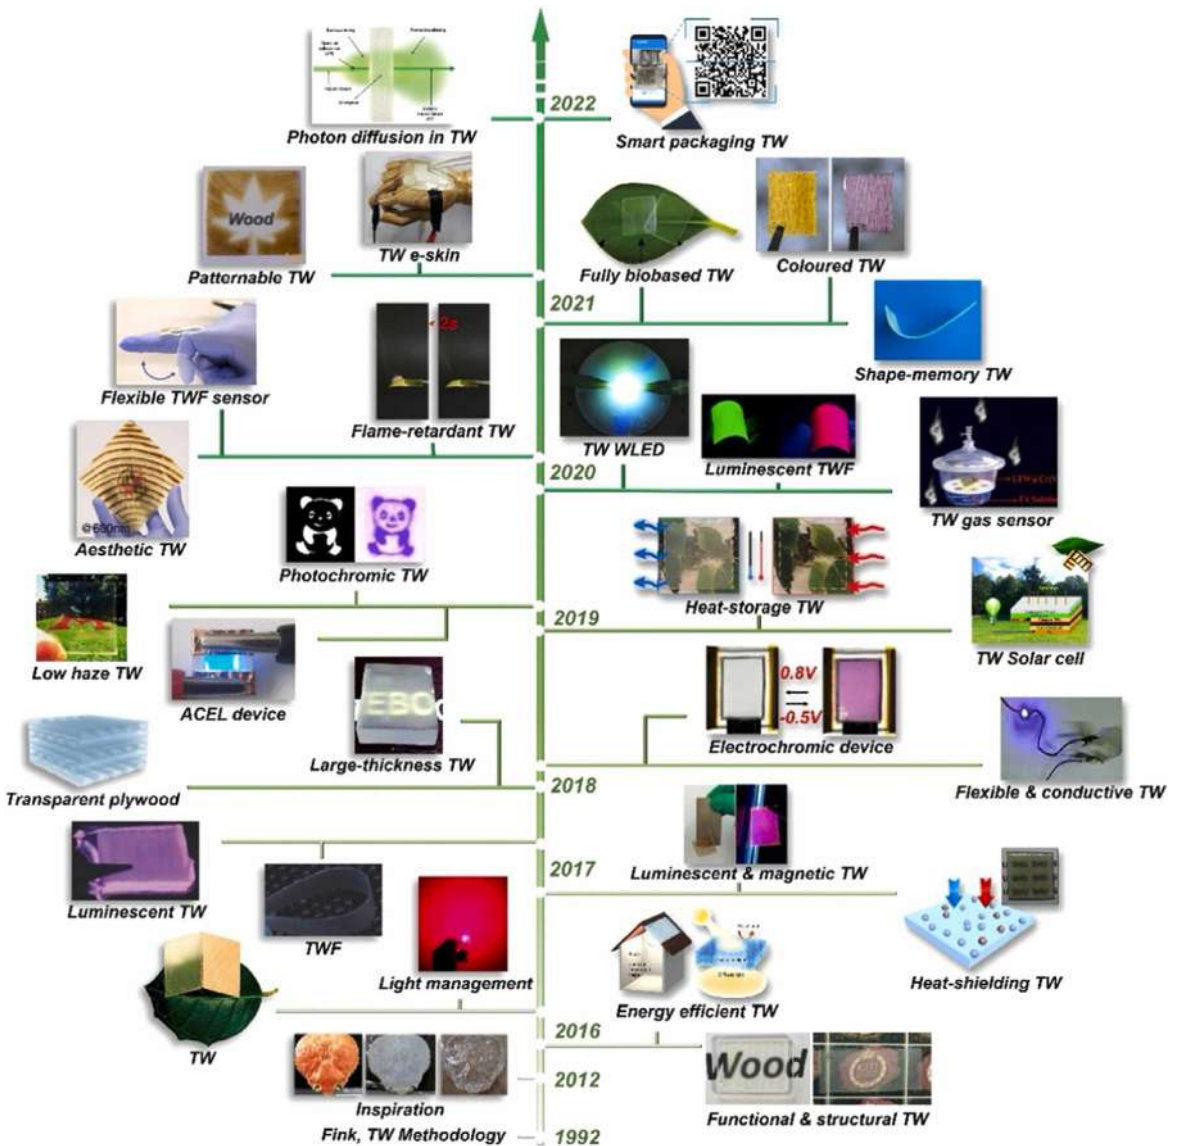 2022
Photon diffusion in TW
Smart packaging TW
Wood
Patternable TW
TW e-skin
Fully biobased TW
Coloured TW
2021
2s
Flexible TWF sensor
Flame-retardant TW
Shape-memory TW
TW WLED
Luminescent TWF
2020
@600nm
Aesthetic TW
TW gas sensor
Photochromic TW
Heat-storage TW
2019
Low haze TW
ACEL device
TW Solar cell
0.8V
-0.5V
Electrochromic device
Large-thickness TW
2018
Transparent plywood
Flexible & conductive TW
2017
Luminescent & magnetic TW
Luminescent TW
TWF
Light management
Heat-shielding TW
Energy efficient TW
TW
2016
Wood
Inspiration
2012
Functional & structural TW
Fink, TW Methodology
1992